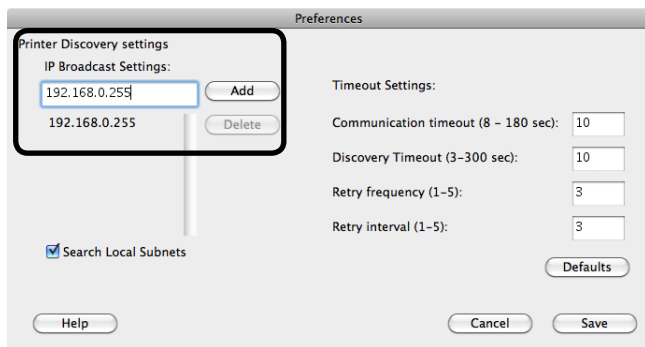 Preferences
Printer Discovery settings
IP Broadcast Settings:
192.168.0.255
Add
192.168.0.255
Delete
Search Local Subnets
Timeout Settings:
Communication timeout (8 - 180 sec): 10
Discovery Timeout (3-300 sec): 10
Retry frequency (1-5): 3
Retry interval (1-5): 3
Defaults
Help
Cancel
Save